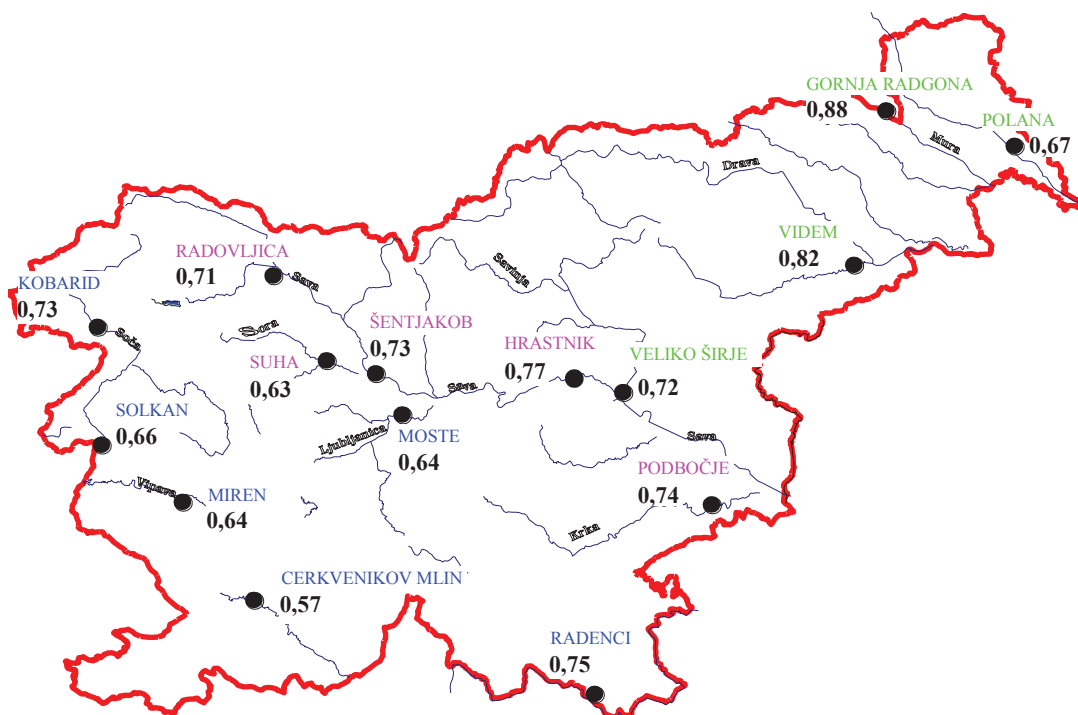 GORNJA RADGONA
0,88
POLANA
0,67
Mura
Drava
VIDEM
0,82
RADOVLJICA
0,71
Sava
Savinja
KOBARID
0,73
Soča
Sora
ŠENTJAKOB
0,73
HRASTNIK
0,77
VELIKO ŠIRJE
0,72
SUHA
0,63
Sava
SOLKAN
0,66
Ljubljanica
MOSTE
0,64
Sava
PODBOČJE
0,74
Vipava
MIREN
0,64
Krka
CERKVENIKOV MLIN
0,57
RADENCI
0,75